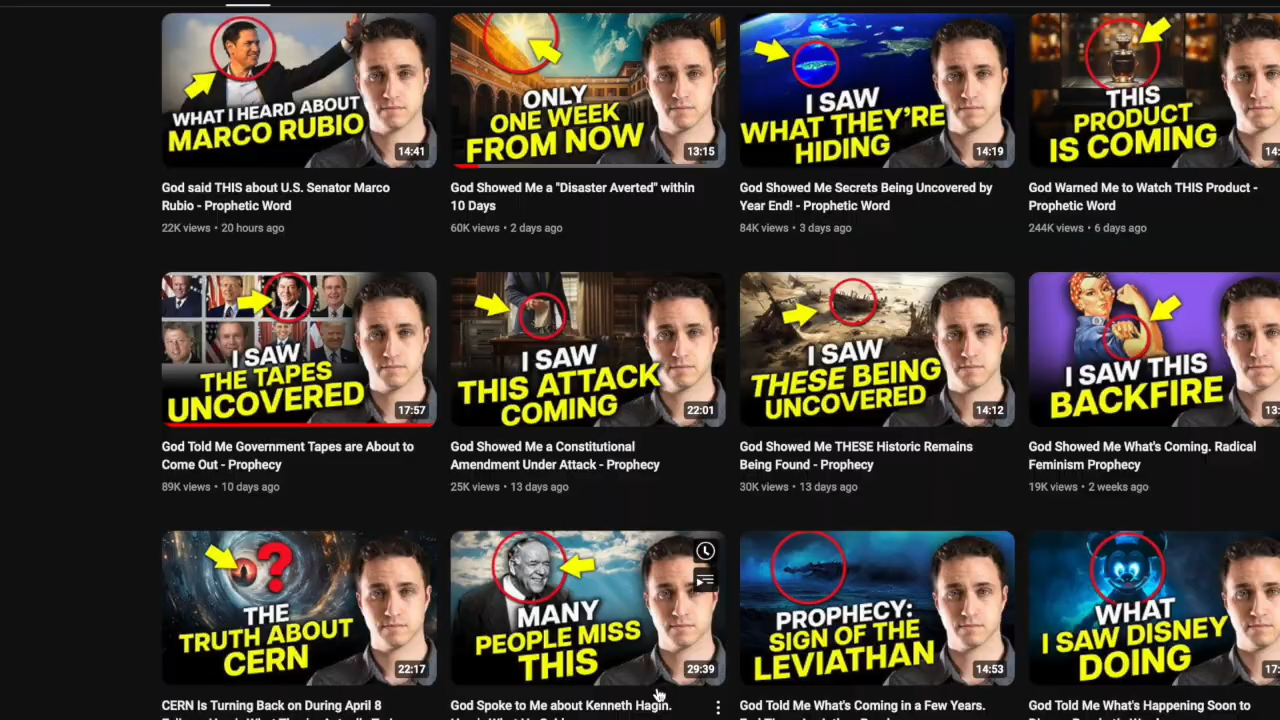 WHAT I HEARD ABOUT
MARCO RUBIO
14:41
God said THIS about U.S. Senator Marco
Rubio - Prophetic Word
22K views • 20 hours ago
ONLY
ONE WEEK
FROM NOW
13:15
God Showed Me a "Disaster Averted" within
10 Days
60K views • 2 days ago
I SAW
WHAT THEY'RE
HIDING
14:19
God Showed Me Secrets Being Uncovered by
Year End! - Prophetic Word
84K views • 3 days ago
THIS
PRODUCT
IS COMING
14:
God Warned Me to Watch THIS Product -
Prophetic Word
244K views • 6 days ago
I SAW
THE TAPES
UNCOVERED
17:57
God Told Me Government Tapes are About to
Come Out - Prophecy
89K views • 10 days ago
I SAW
THIS ATTACK
COMING
22:01
God Showed Me a Constitutional
Amendment Under Attack - Prophecy
25K views • 13 days ago
I SAW
THESE BEING
UNCOVERED
14:12
God Showed Me THESE Historic Remains
Being Found - Prophecy
30K views • 13 days ago
I SAW THIS
BACKFIRE
13:
God Showed Me What's Coming. Radical
Feminism Prophecy
19K views • 2 weeks ago
?
THE
TRUTH ABOUT
CERN
22:17
CERN Is Turning Back on During April 8
MANY
PEOPLE MISS
THIS
29:39
God Spoke to Me about Kenneth Hagin.
PROPHECY:
SIGN OF THE
LEVIATHAN
14:53
God Told Me What's Coming in a Few Years.
WHAT
I SAW DISNEY
DOING
17:
God Told Me What's Happening Soon to